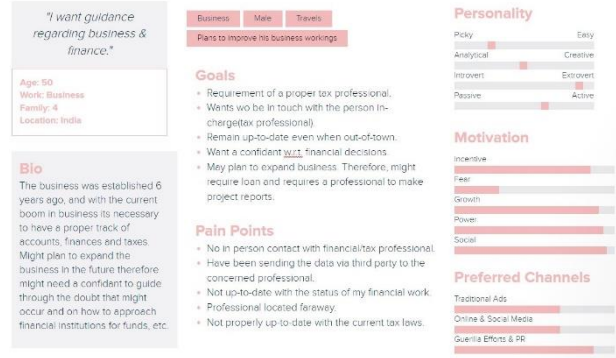 "I want guidance
regarding business &
finance."
Age: 50
Work: Business
Family: 4
Location: India
Bio
The business was established 6
years ago, and with the current
boom in business its necessary
to have a proper track of
accounts, finances and taxes.
Might plan to expand the
business in the future therefore
might need a confidant to guide
through the doubt that might
occur and on how to approach
financial institutions for funds, etc.
Business Male Travels
Plans to improve his business workings
Goals
Requirement of a proper tax professional.
Wants wo be in touch with the person in-
charge(tax professional).
Remain up-to-date even when out-of-town.
Want a confidant w.r.t. financial decisions
May plan to expand business. Therefore, might
require loan and requires a professional to make
project reports.
Pain Points
No in person contact with financial/tax professional.
Have been sending the data via third party to the
concerned professional.
Not up-to-date with the status of my financial work.
Professional located faraway.
Not properly up-to-date with the current tax laws.
Personality
Picky Easy
Analytical Creative
Introvert Extrovert
Passive Active
Motivation
Incentive
Fear
Growth
Power
Social
Preferred Channels
Traditional Ads
Online & Social Media
Guerilla Efforts & PR